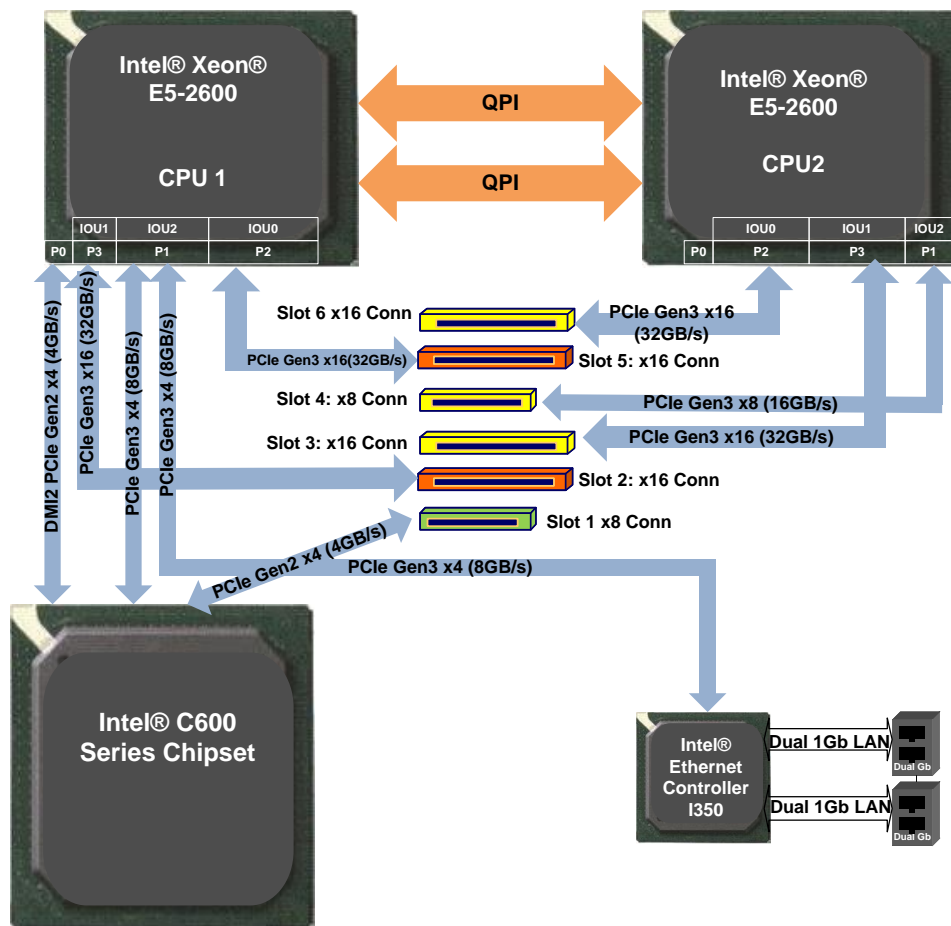 Intel® Xeon®
E5-2600
CPU 1
QPI
QPI
Intel® Xeon®
E5-2600
CPU2
IOU1
IOU2
IOU0
P0
P3
P1
P2
IOU0
IOU1
IOU2
P0
P2
P3
P1
DMI2 PCIe Gen2 x4 (4GB/s)
PCIe Gen3 x16 (32GB/s)
PCIe Gen3 x4 (8GB/s)
PCIe Gen3 x4 (8GB/s)
Slot 6 x16 Conn
PCIe Gen3 x16
(32GB/s)
PCIe Gen3 x16(32GB/s)
Slot 5: x16 Conn
Slot 4: x8 Conn
PCIe Gen3 x8 (16GB/s)
Slot 3: x16 Conn
PCIe Gen3 x16 (32GB/s)
Slot 2: x16 Conn
Slot 1 x8 Conn
PCIe Gen2 x4 (4GB/s)
PCIe Gen3 x4 (8GB/s)
Intel® C600
Series Chipset
Intel®
Ethernet
Controller
I350
Dual 1Gb LAN
Dual Gb
Dual 1Gb LAN
Dual Gb